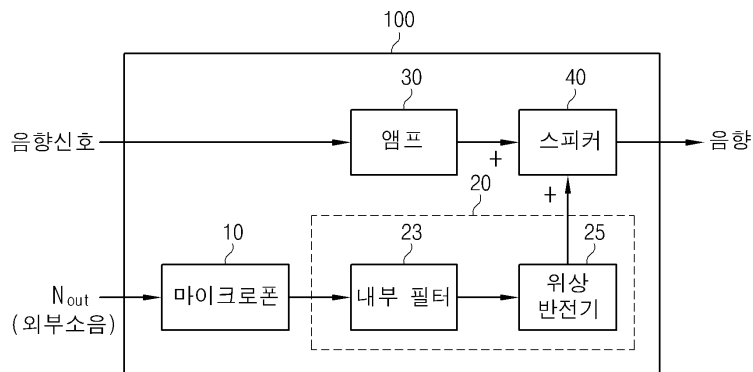 100
30
40
음향신호
앰프
+
스피커
음향
20
+
10
23
25
Nout
(외부소음)
마이크로폰
내부 필터
위상
반전기